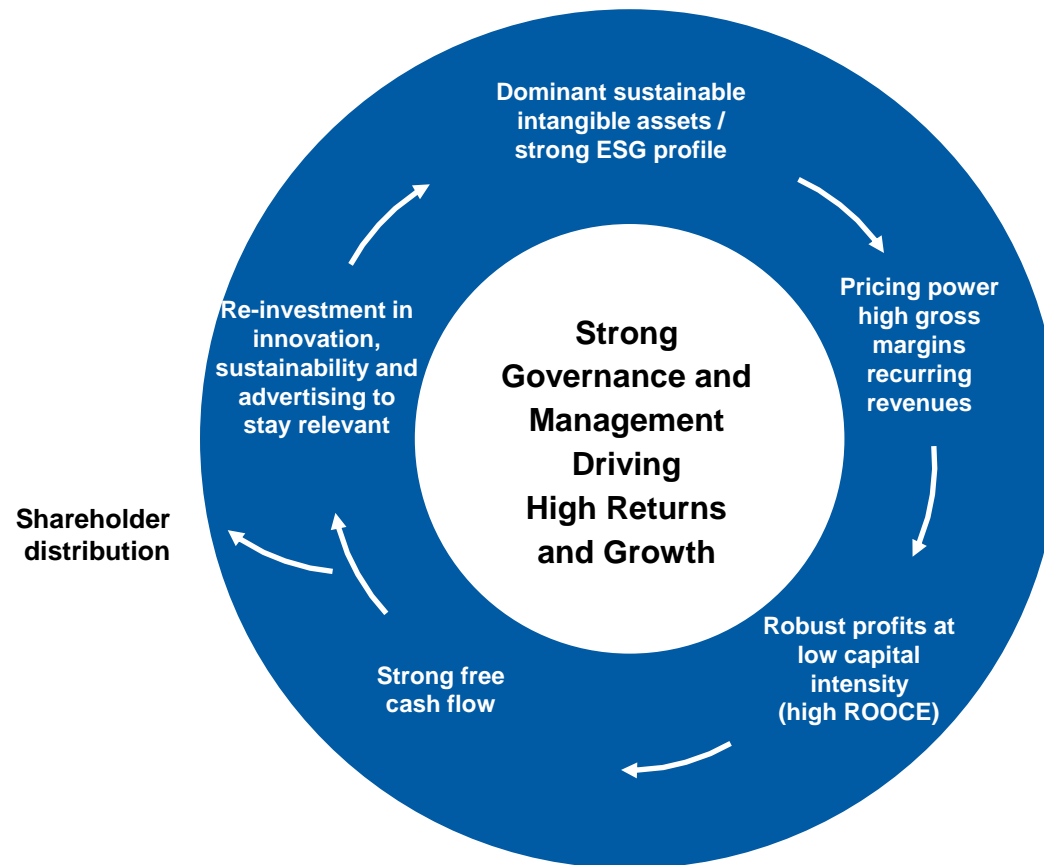 Dominant sustainable
intangible assets /
strong ESG profile
Pricing power
high gross
margins
recurring
revenues
Robust profits at
low capital
intensity
(high ROOCE)
Strong free
cash flow
Shareholder
distribution
Re-investment in
innovation,
sustainability and
advertising to
stay relevant
Strong
Governance and
Management
Driving
High Returns
and Growth